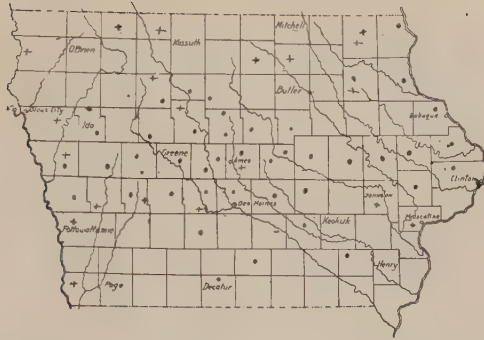 Mitchell
Kossuth
O'Brien
Butler
Sioux City
Dubuque
Ida
Greene
Ames
Clinton
Johnson
Des Moines
Muscatine
Keokuk
Pottawattamie
Henry
Page
Decatur